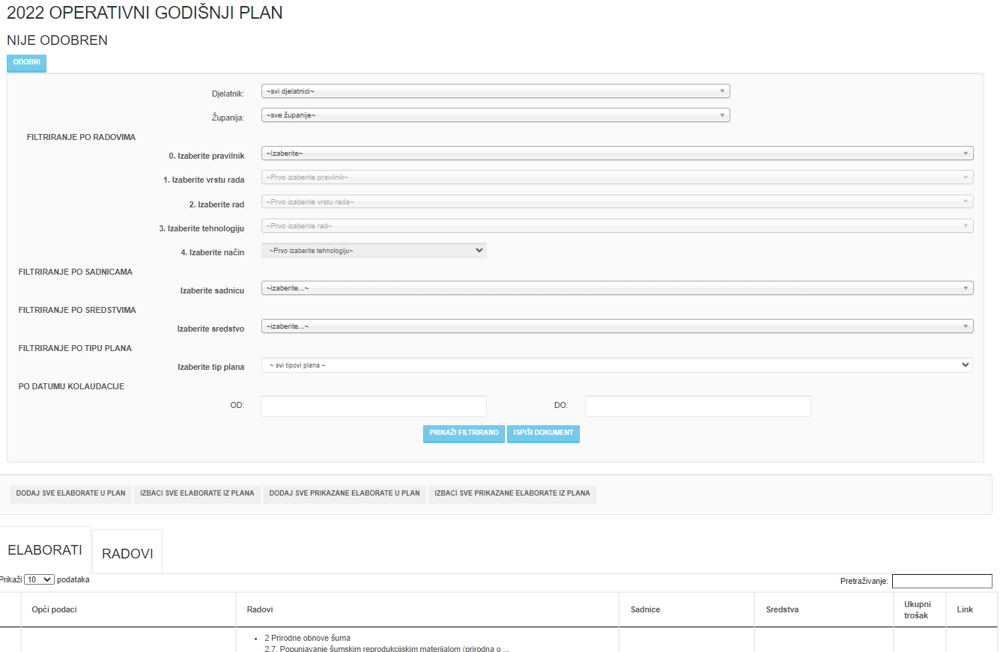 2022 OPERATIVNI GODIŠNJI PLAN
NIJE ODOBREN
ODOBRI
Djelatnik: ~svi djelatnici~
Županija: ~sve županije~
FILTRIRANJE PO RADOVIMA
0. Izaberite pravilnik ~Izaberite~
1. Izaberite vrstu rada ~Prvo izaberite pravilnik~
2. Izaberite rad ~Prvo izaberite vrstu rada~
3. Izaberite tehnologiju ~Prvo izaberite rad~
4. Izaberite način ~Prvo izaberite tehnologiju~
FILTRIRANJE PO SADNICAMA
Izaberite sadnicu ~izaberite...~
FILTRIRANJE PO SREDSTVIMA
Izaberite sredstvo ~izaberite...~
FILTRIRANJE PO TIPU PLANA
Izaberite tip plana ~ svi tipovi plana ~
PO DATUMU KOLAUDACIJE
OD: DO:
PRIKAŽI FILTRIRANO ISPIŠI DOKUMENT
DODAJ SVE ELABORATE U PLAN IZBACI SVE ELABORATE IZ PLANA DODAJ SVE PRIKAZANE ELABORATE U PLAN IZBACI SVE PRIKAZANE ELABORATE IZ PLANA
ELABORATI RADOVI
Prikaži 10 podataka Pretraživanje:
Opći podaci Radovi Sadnice Sredstva Ukupni trošak Link
• 2 Prirodne obnove šuma
2.7. Popunjavanje šumskim reprodukcijskim materijalom (prirodna o ...